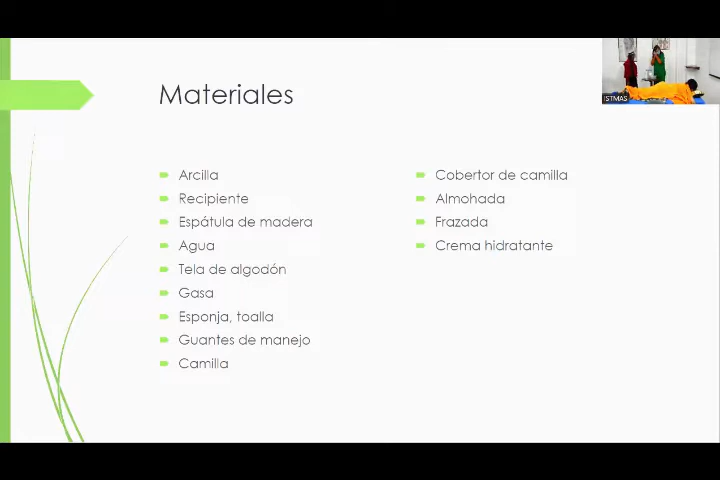 Materiales
Arcilla
Recipiente
Espátula de madera
Agua
Tela de algodón
Gasa
Esponja, toalla
Guantes de manejo
Camilla
Cobertor de camilla
Almohada
Frazada
Crema hidratante
ISTMAS